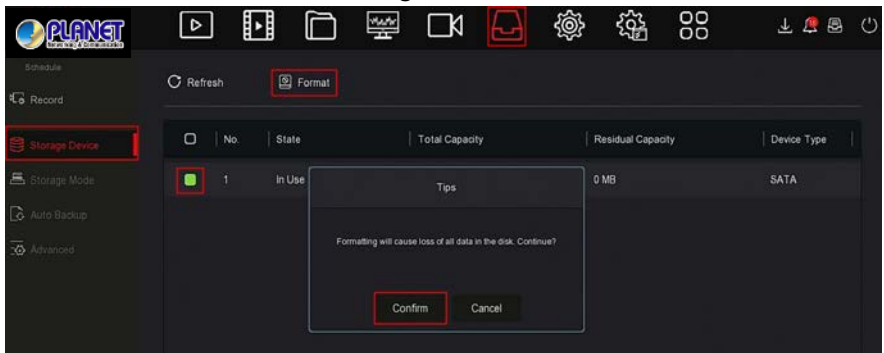 PLANET
Networking & Communication
Schedule
Refresh
Format
Record
No.
State
Total Capacity
Residual Capacity
Device Type
Storage Device
1
In Use
0 MB
SATA
Storage Mode
Tips
Auto Backup
Formatting will cause loss of all data in the disk. Continue?
Advanced
Confirm
Cancel